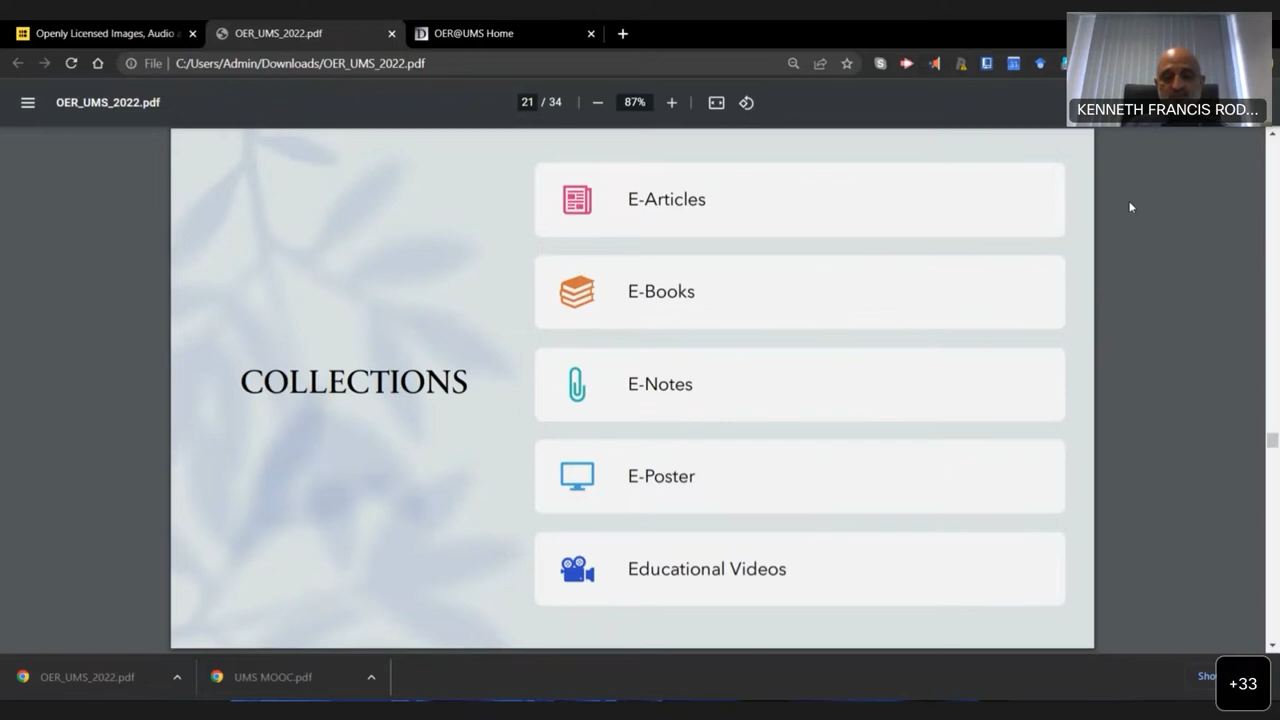 Openly Licensed Images, Audio a
OER_UMS_2022.pdf
OER@UMS Home
File
C:/Users/Admin/Downloads/OER_UMS_2022.pdf
OER_UMS_2022.pdf
21 / 34
87%
KENNETH FRANCIS ROD...
COLLECTIONS
E-Articles
E-Books
E-Notes
E-Poster
Educational Videos
OER_UMS_2022.pdf
UMS MOOC.pdf
Sho
+33